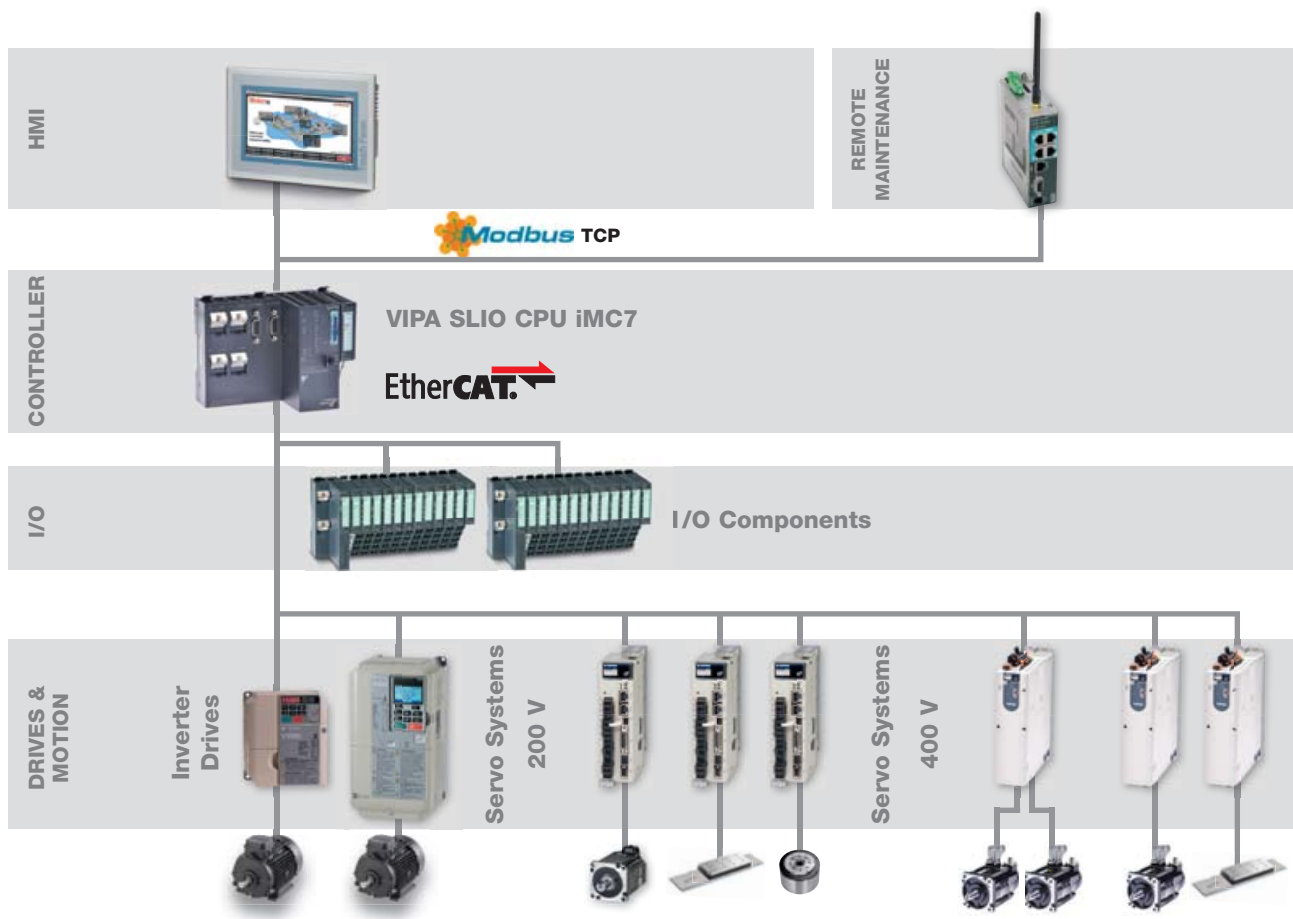 HMI
REMOTE
MAINTENANCE
Modbus TCP
CONTROLLER
VIPA SLIO CPU iMC7
EtherCAT.
I/O
I/O Components
DRIVES &
MOTION
Inverter
Drives
Servo Systems
200 V
Servo Systems
400 V